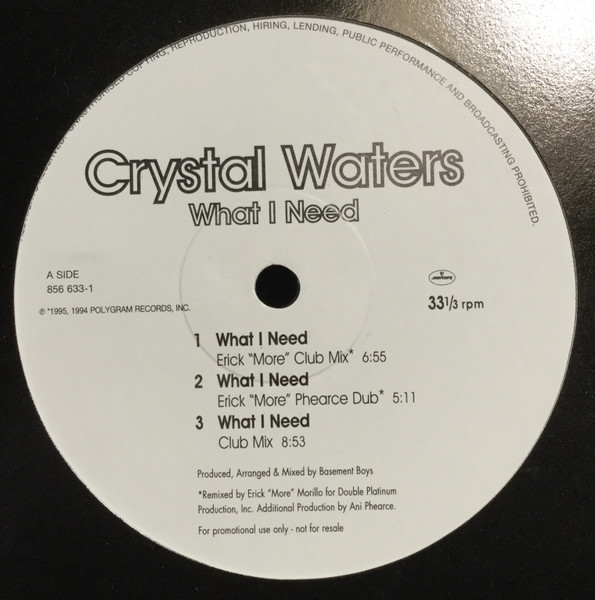 COPYING, REPRODUCTION, HIRING, LENDING, PUBLIC PERFORMANCE AND BROADCASTING PROHIBITED.
Crystal Waters
What I Need
A SIDE
856 633-1
℗ *1995, 1994 POLYGRAM RECORDS, INC.
33 1/3 rpm
1 What I Need
Erick "More" Club Mix* 6:55
2 What I Need
Erick "More" Phearce Dub* 5:11
3 What I Need
Club Mix 8:53
Produced, Arranged & Mixed by Basement Boys
*Remixed by Erick "More" Morillo for Double Platinum
Production, Inc. Additional Production by Ani Phearce.
For promotional use only - not for resale